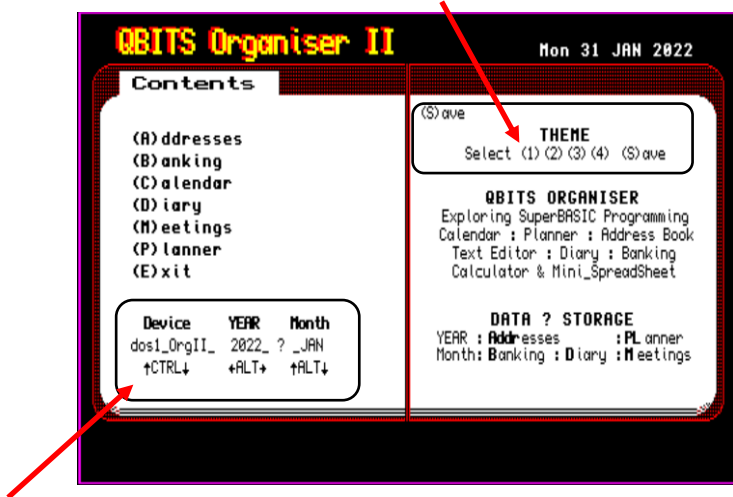 QBITS Organiser II
Mon 31 JAN 2022
Contents
(A)ddresses
(B)anking
(C)alendar
(D)iary
(M)eetings
(P)lanner
(E)xit
Device YEAR Month
dos1_OrgII_ 2022_ ? _JAN
↑CTRL↓ ←ALT→ ↑ALT↓
(S)ave
THEME
Select (1)(2)(3)(4) (S)ave
QBITS ORGANISER
Exploring SuperBASIC Programming
Calendar : Planner : Address Book
Text Editor : Diary : Banking
Calculator & Mini_SpreadSheet
DATA ? STORAGE
YEAR : Addresses : PLanner
Month: Banking : Diary : Meetings